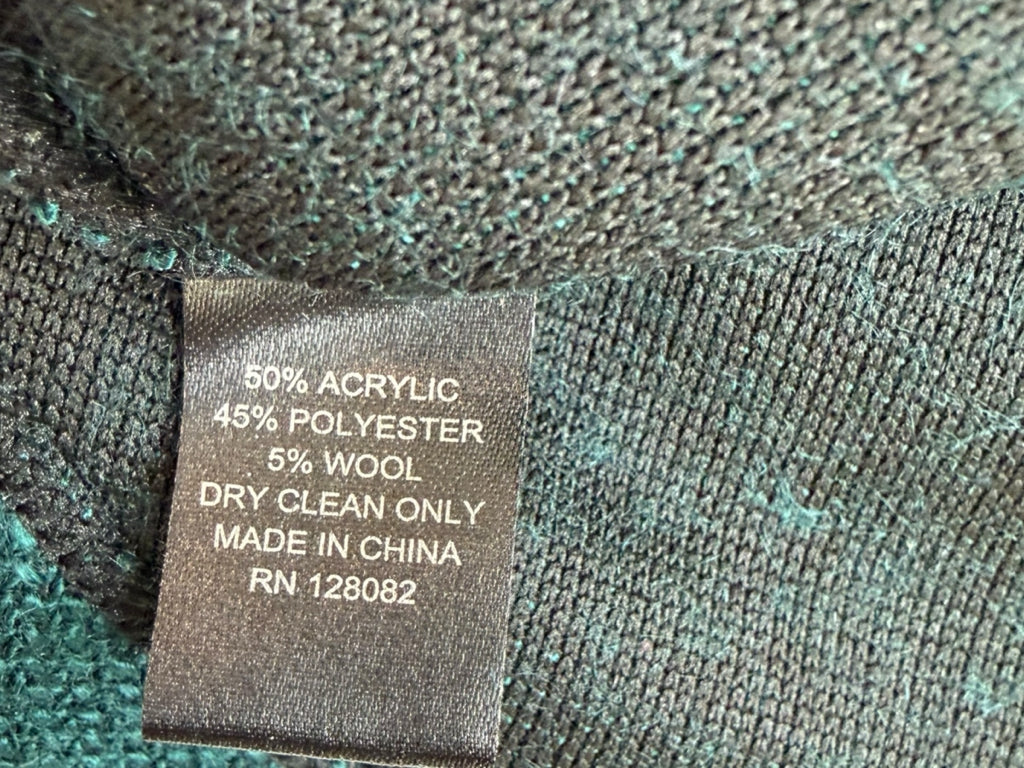 50% ACRYLIC
45% POLYESTER
5% WOOL
DRY CLEAN ONLY
MADE IN CHINA
RN 128082